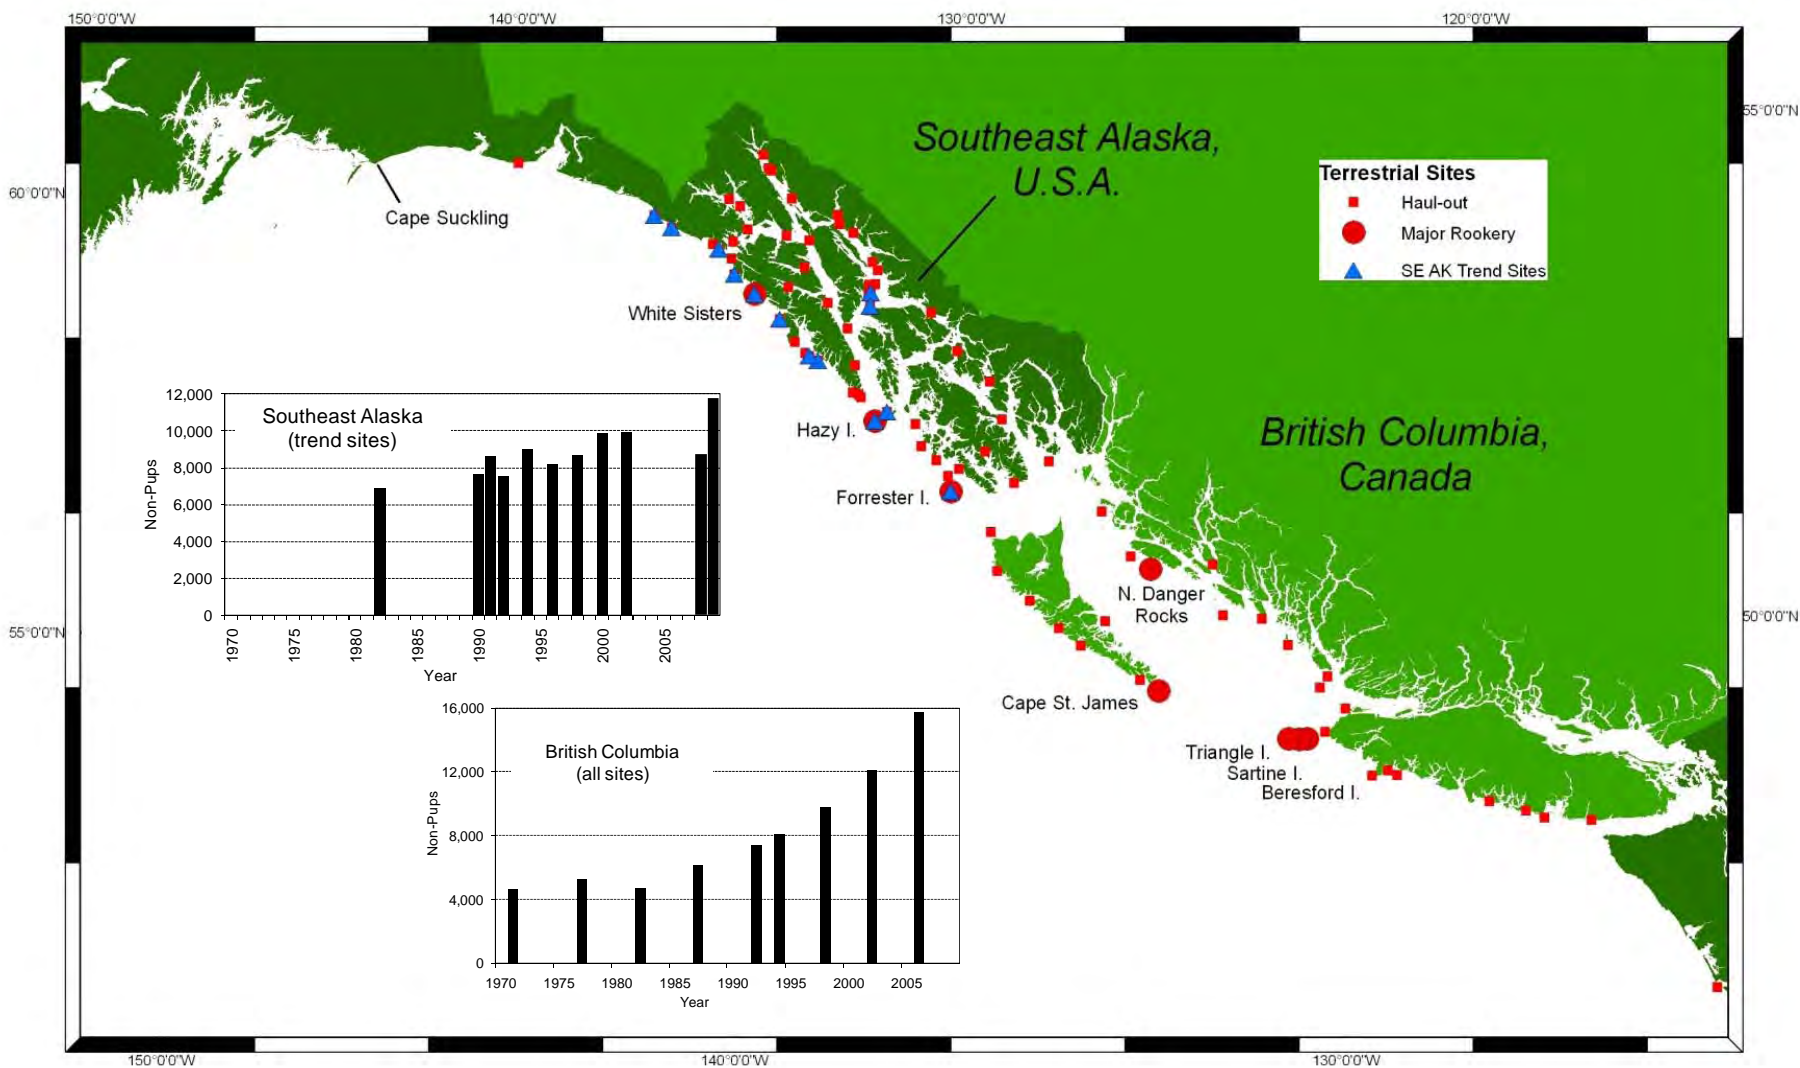 150°0'0"W
140°0'0"W
130°0'0"W
120°0'0"W
55°0'0"N
60°0'0"N
Southeast Alaska,
U.S.A.
Terrestrial Sites
Haul-out
Major Rookery
SE AK Trend Sites
Cape Suckling
White Sisters
Hazy I.
Forrester I.
British Columbia,
Canada
N. Danger
Rocks
Cape St. James
Triangle I.
Sartine I.
Beresford I.
55°0'0"N
50°0'0"N
Southeast Alaska
(trend sites)
Non-Pups
12,000
10,000
8,000
6,000
4,000
2,000
0
1970
1975
1980
1985
1990
1995
2000
2005
Year
British Columbia
(all sites)
Non-Pups
16,000
12,000
8,000
4,000
0
1970
1975
1980
1985
1990
1995
2000
2005
Year
150°0'0"W
140°0'0"W
130°0'0"W